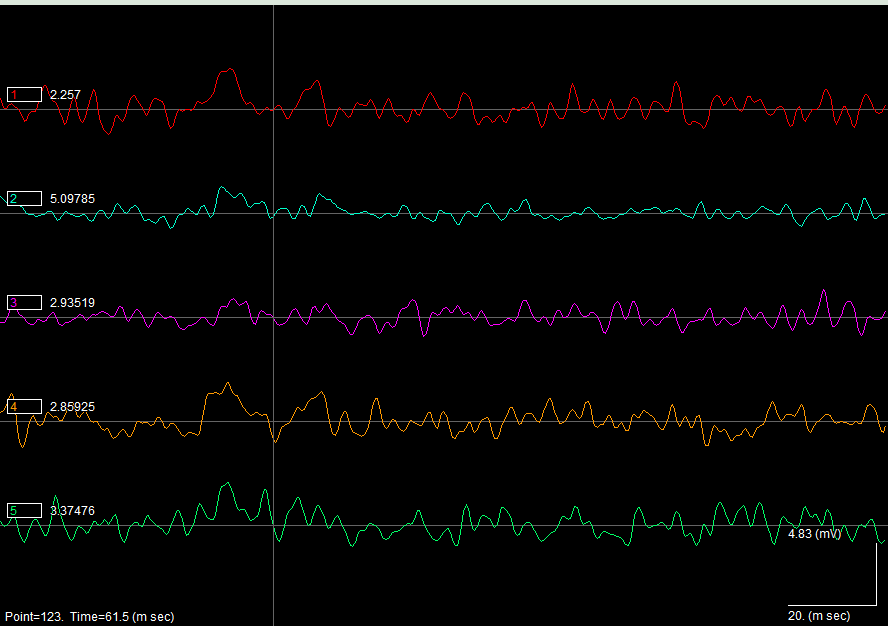 1 2.257
2 5.09785
3 2.93519
4 2.85925
5 3.37476
4.83 (mV)
Point=123. Time=61.5 (m sec)
20. (m sec)